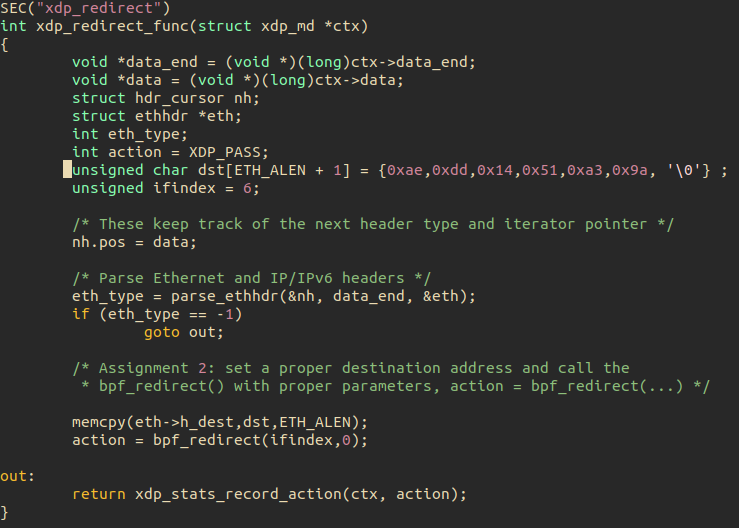 SEC("xdp_redirect")
int xdp_redirect_func(struct xdp_md *ctx)
{
        void *data_end = (void *)(long)ctx->data_end;
        void *data = (void *)(long)ctx->data;
        struct hdr_cursor nh;
        struct ethhdr *eth;
        int eth_type;
        int action = XDP_PASS;
        unsigned char dst[ETH_ALEN + 1] = {0xae,0xdd,0x14,0x51,0xa3,0x9a, '\0'} ;
        unsigned ifindex = 6;

        /* These keep track of the next header type and iterator pointer */
        nh.pos = data;

        /* Parse Ethernet and IP/IPv6 headers */
        eth_type = parse_ethhdr(&nh, data_end, &eth);
        if (eth_type == -1)
                goto out;

        /* Assignment 2: set a proper destination address and call the
         * bpf_redirect() with proper parameters, action = bpf_redirect(...) */

        memcpy(eth->h_dest,dst,ETH_ALEN);
        action = bpf_redirect(ifindex,0);

out:
        return xdp_stats_record_action(ctx, action);
}